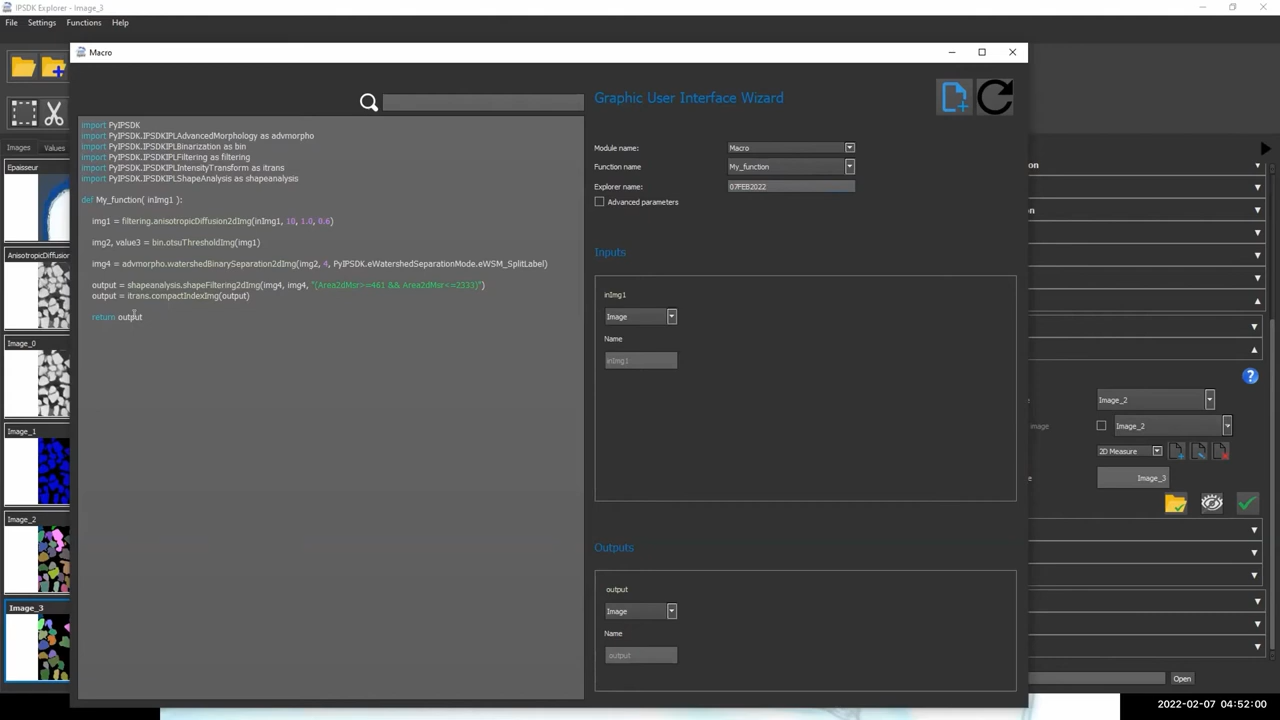 IPSDK Explorer - Image_3
File Settings Functions Help
Macro
Images Values
Epaisseur
AnisotropicDiffusion
Image_0
Image_1
Image_2
Image_3
import PyIPSDK
import PyIPSDK.IPSDKIPLAdvancedMorphology as advmorpho
import PyIPSDK.IPSDKIPLBinarization as bin
import PyIPSDK.IPSDKIPLFiltering as filtering
import PyIPSDK.IPSDKIPLIntensityTransform as itrans
import PyIPSDK.IPSDKIPLShapeAnalysis as shapeanalysis
def My_function( inImg1 ):
img1 = filtering.anisotropicDiffusion2dImg(inImg1, 10, 1.0, 0.6)
img2, value3 = bin.otsuThresholdImg(img1)
img4 = advmorpho.watershedBinarySeparation2dImg(img2, 4, PyIPSDK.eWatershedSeparationMode.eWSM_SplitLabel)
output = shapeanalysis.shapeFiltering2dImg(img4, img4, "(Area2dMsr>=461 && Area2dMsr<=2333)")
output = itrans.compactIndexImg(output)
return output
Graphic User Interface Wizard
Module name: Macro
Function name My_function
Explorer name: 07FEB2022
Advanced parameters
Inputs
inImg1
Image
Name
inImg1
Outputs
output
Image
Name
output
on
on
?
Image_2
image Image_2
2D Measure
Image_3
Open
2022-02-07 04:52:00